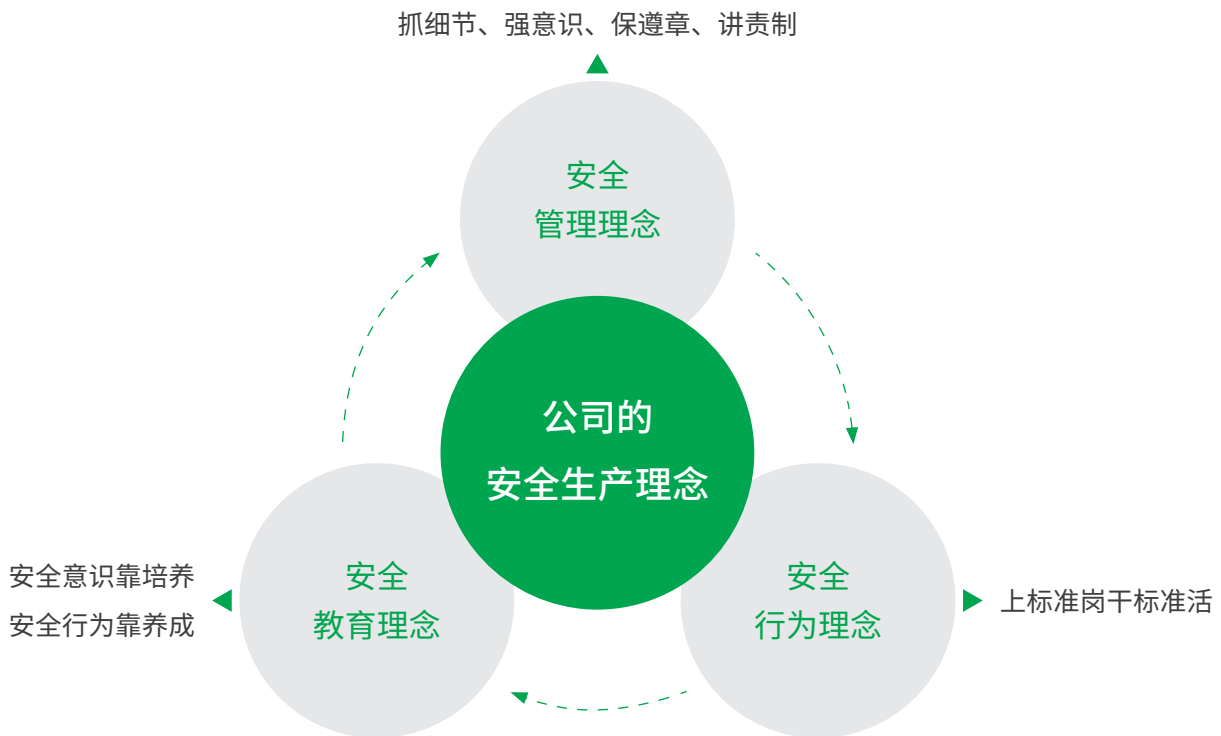 抓细节、强意识、保遵章、讲责制
安全
管理理念
公司的
安全生产理念
安全意识靠培养
安全行为靠养成
安全
教育理念
安全
行为理念
上标准岗干标准活